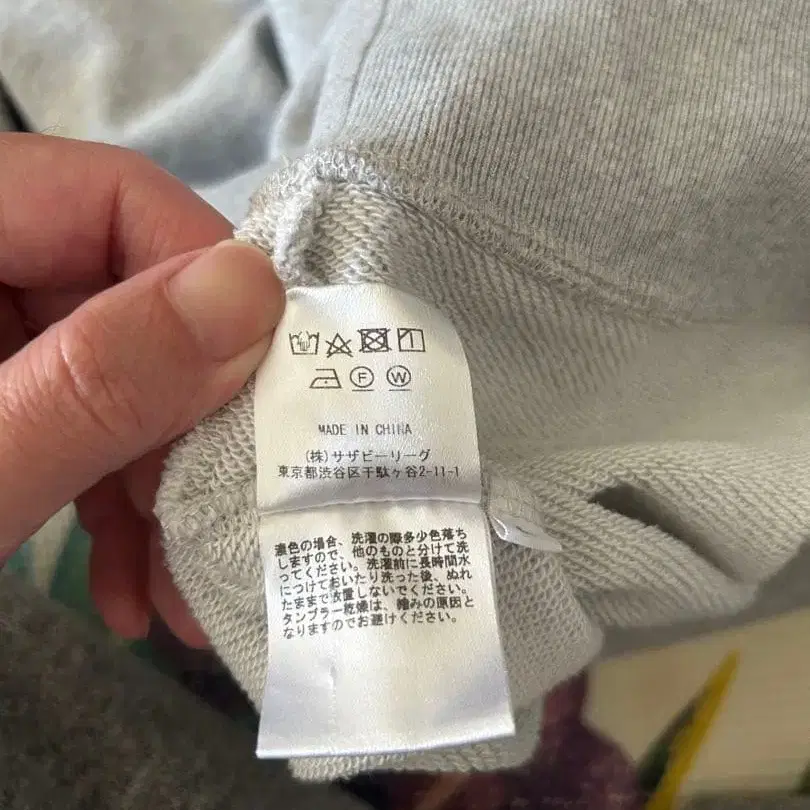 F W
MADE IN CHINA
(株)サザビーリーグ
東京都渋谷区千駄ヶ谷2-11-1
濃色の場合、洗濯の際多少色落ち
しますので、他のものと分けて洗
ってください。洗濯前に長時間水
につけておいたり洗った後、ぬれ
たままで放置しないでください。
タンブラー乾燥は、縮みの原因と
なりますのでお避けください。